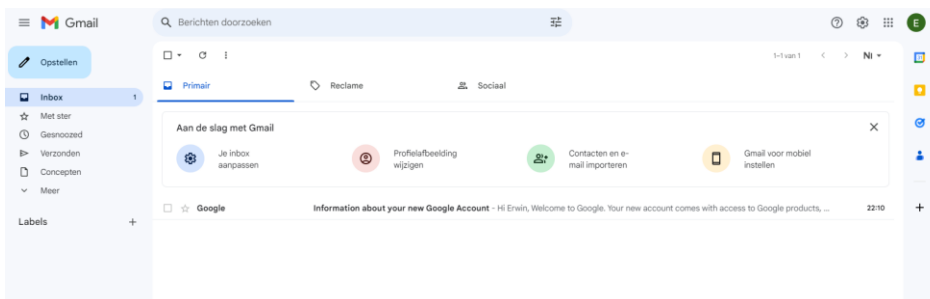 Gmail
Berichten doorzoeken
E
Opstellen
Inbox 1
Met ster
Gesnoozed
Verzonden
Concepten
Meer
Labels
1–1 van 1
NI
Primair
Reclame
Sociaal
Aan de slag met Gmail
Je inbox
aanpassen
Profielafbeelding
wijzigen
Contacten en e-
mail importeren
Gmail voor mobiel
instellen
Google Information about your new Google Account - Hi Erwin, Welcome to Google. Your new account comes with access to Google products, ... 22:10